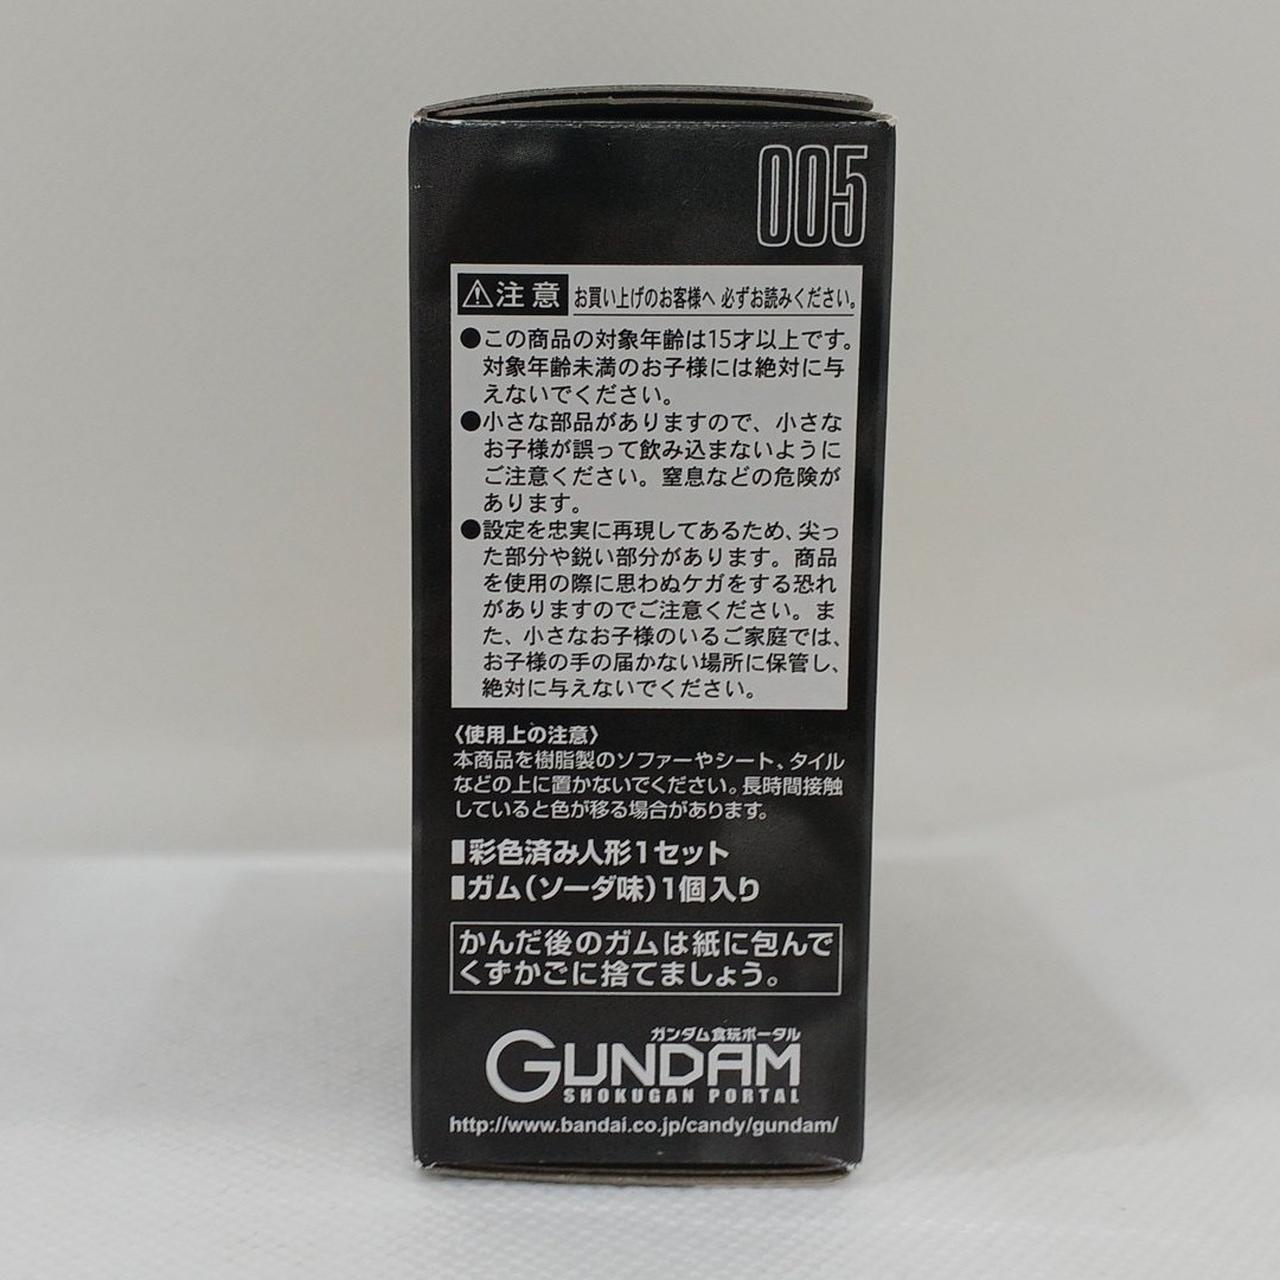 005
注意 お買い上げのお客様へ 必ずお読みください。
●この商品の対象年齢は15才以上です。
対象年齢未満のお子様には絶対に与
えないでください。
●小さな部品がありますので、小さな
お子様が誤って飲み込まないように
ご注意ください。窒息などの危険が
あります。
●設定を忠実に再現してあるため、尖っ
た部分や鋭い部分があります。商品
を使用の際に思わぬケガをする恐れ
がありますのでご注意ください。ま
た、小さなお子様のいるご家庭では、
お子様の手の届かない場所に保管し、
絶対に与えないでください。
〈使用上の注意〉
本商品を樹脂製のソファーやシート、タイル
などの上に置かないでください。長時間接触
していると色が移る場合があります。
▮彩色済み人形1セット
▮ガム(ソーダ味)1個入り
かんだ後のガムは紙に包んで
くずかごに捨てましょう。
ガンダム食玩ポータル
GUNDAM
SHOKUGAN PORTAL
http://www.bandai.co.jp/candy/gundam/